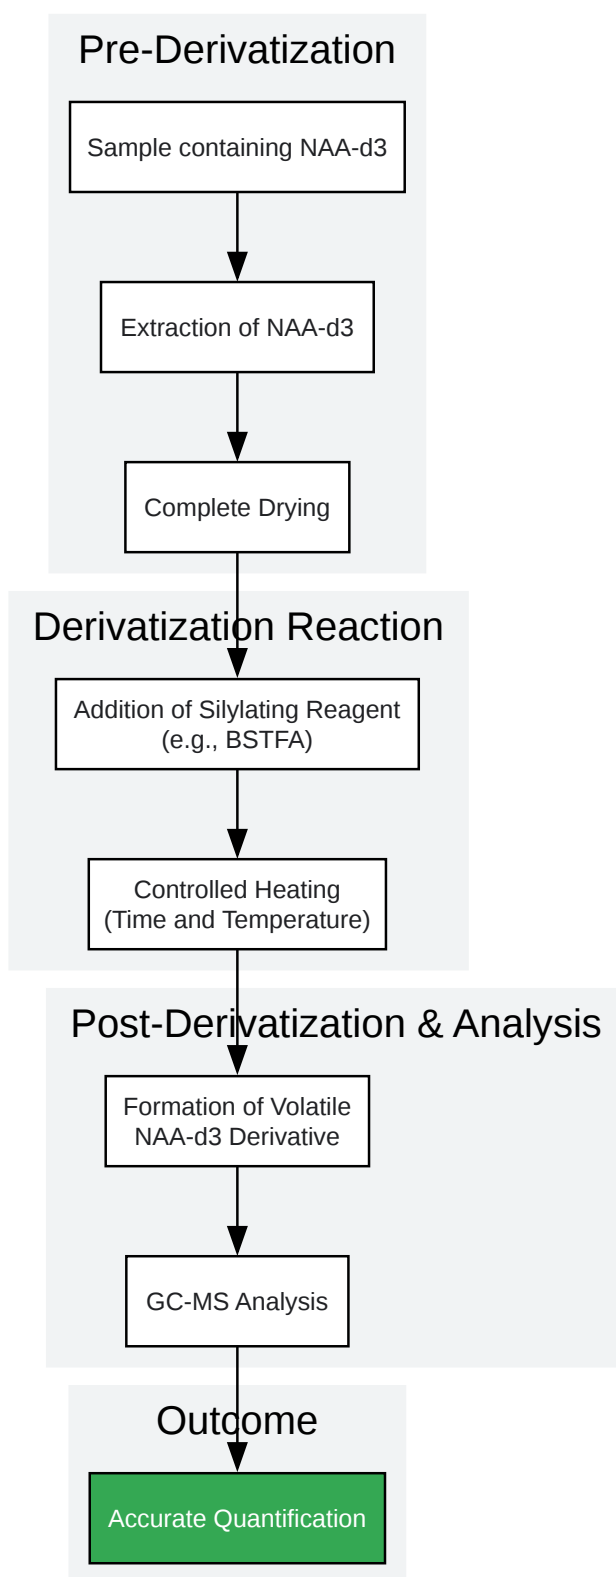 Pre-Derivatization
Sample containing NAA-d3
Extraction of NAA-d3
Complete Drying
Derivatization Reaction
Addition of Silylating Reagent
(e.g., BSTFA)
Controlled Heating
(Time and Temperature)
Post-Derivatization & Analysis
Formation of Volatile
NAA-d3 Derivative
GC-MS Analysis
Outcome
Accurate Quantification